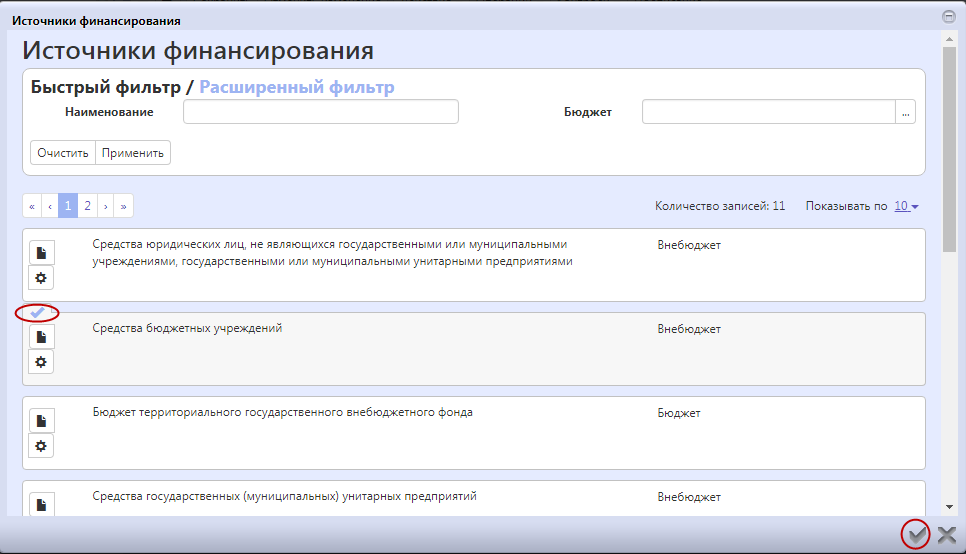 Источники финансирования
Источники финансирования
Быстрый фильтр / Расширенный фильтр
Наименование Бюджет ...
Очистить Применить
« ‹ 1 2 › » Количество записей: 11 Показывать по 10
Средства юридических лиц, не являющихся государственными или муниципальными Внебюджет
учреждениями, государственными или муниципальными унитарными предприятиями
Средства бюджетных учреждений Внебюджет
Бюджет территориального государственного внебюджетного фонда Бюджет
Средства государственных (муниципальных) унитарных предприятий Внебюджет